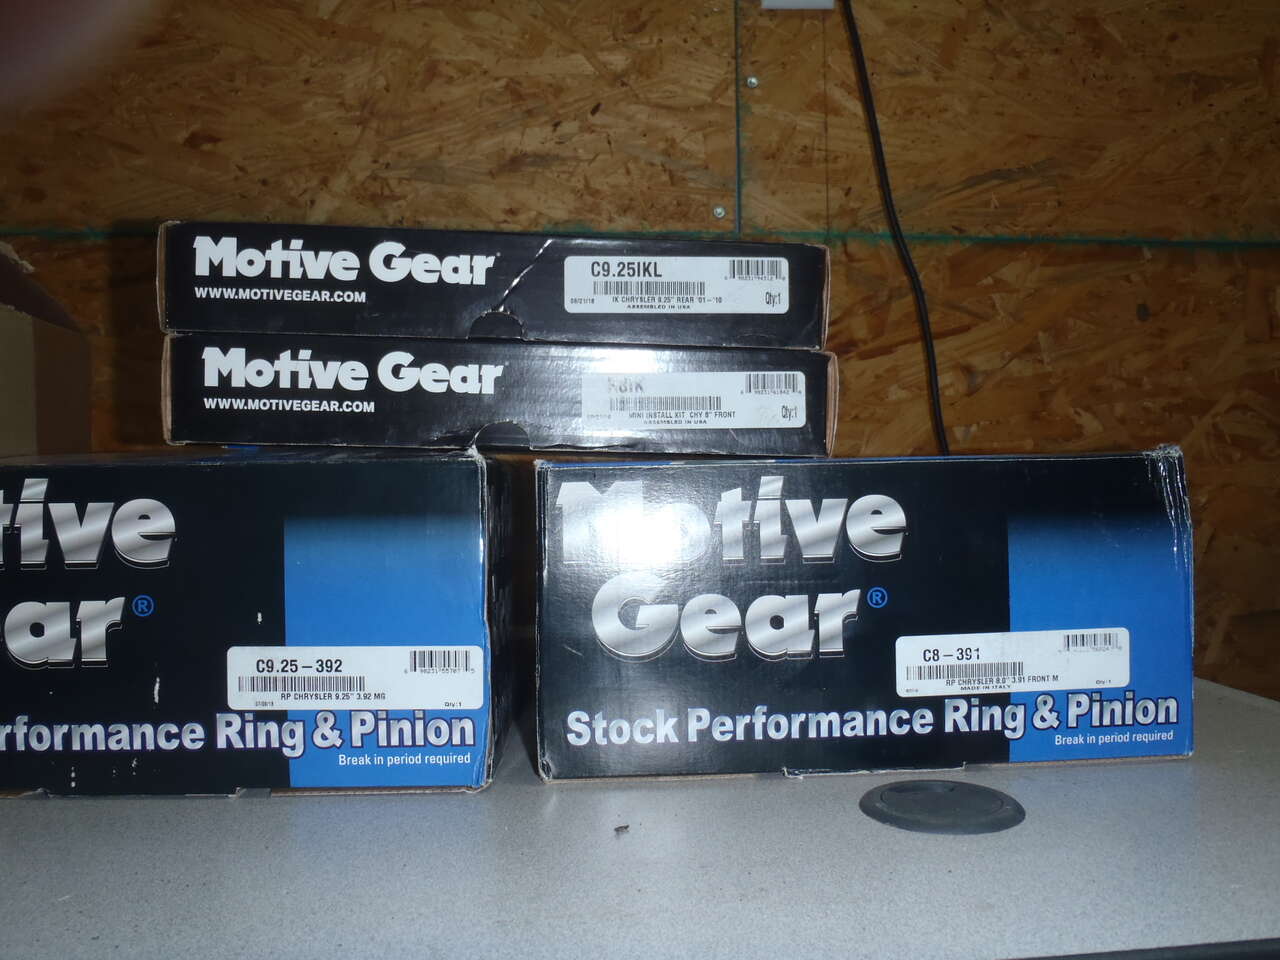 Motive Gear
WWW.MOTIVEGEAR.COM
C9.25IKL
08/21/18
IK CHRYSLER 9.25" REAR '01-'10
ASSEMBLED IN USA
Qty:1
Motive Gear
WWW.MOTIVEGEAR.COM
MINI INSTALL KIT CHY 8" FRONT
ASSEMBLED IN USA
Qty:1
tive
ar®
C9.25-392
RP CHRYSLER 9.25" 3.92 MG
Qty:1
rformance Ring & Pinion
Break in period required
Motive
Gear®
C8-391
RP CHRYSLER 8.0" 3.91 FRONT M
MADE IN ITALY
Qty:1
Stock Performance Ring & Pinion
Break in period required